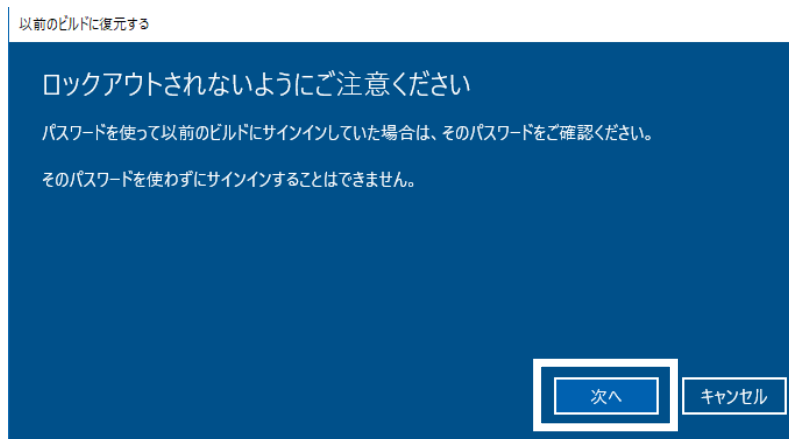 以前のビルドに復元する
ロックアウトされないようにご注意ください
パスワードを使って以前のビルドにサインインしていた場合は、そのパスワードをご確認ください。
そのパスワードを使わずにサインインすることはできません。
次へ
キャンセル